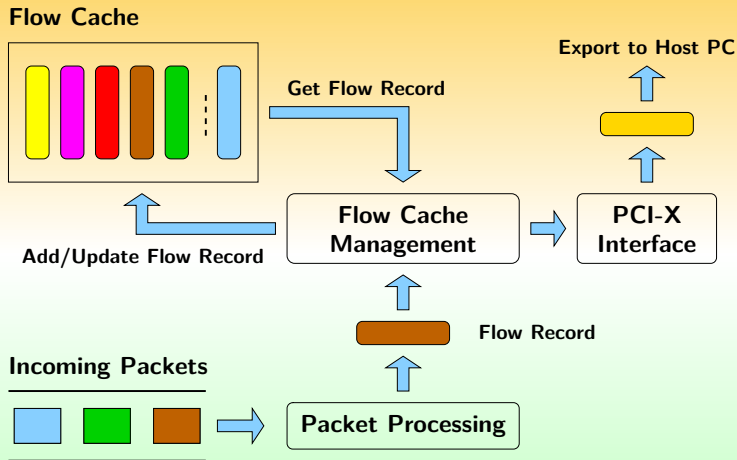 Flow Cache
Export to Host PC
Get Flow Record
Flow Cache
Management
PCI-X
Interface
Add/Update Flow Record
Flow Record
Incoming Packets
Packet Processing